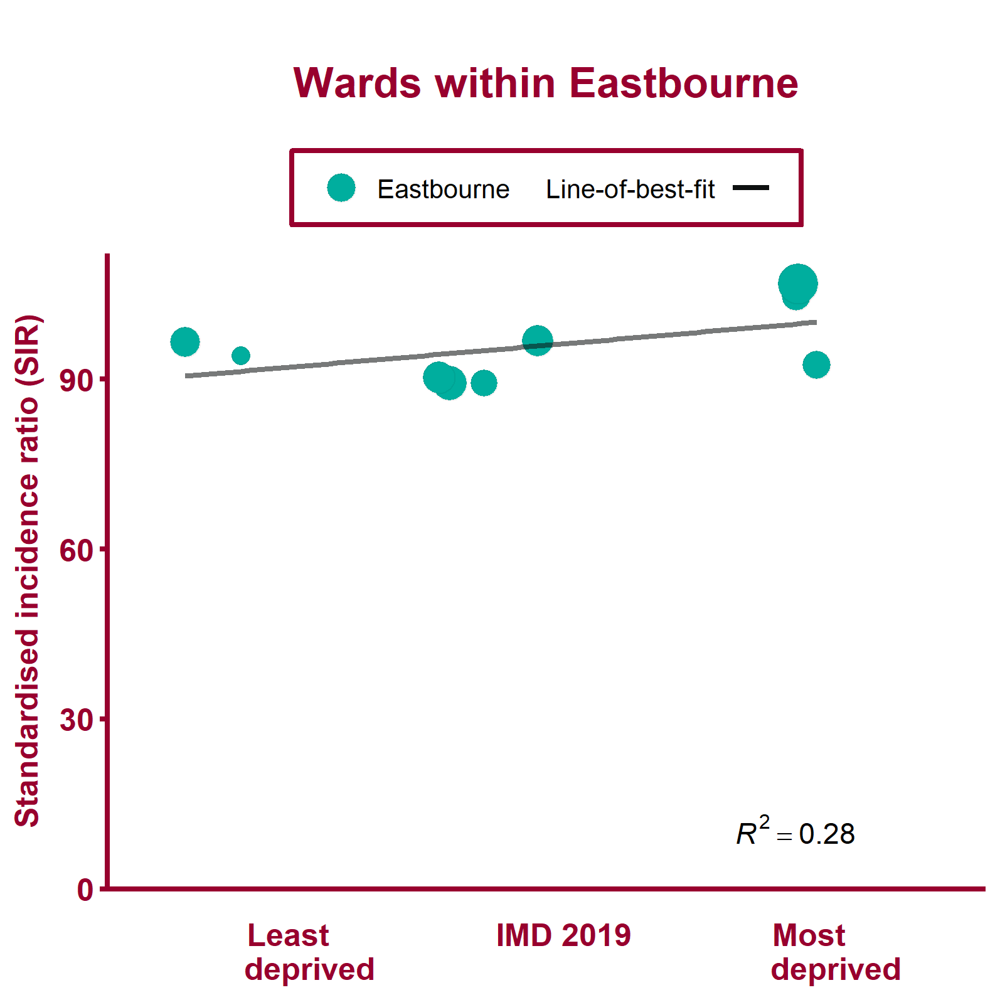 Wards within Eastbourne
Eastbourne Line-of-best-fit
Standardised incidence ratio (SIR)
90
60
30
0
R² = 0.28
Least deprived
IMD 2019
Most deprived